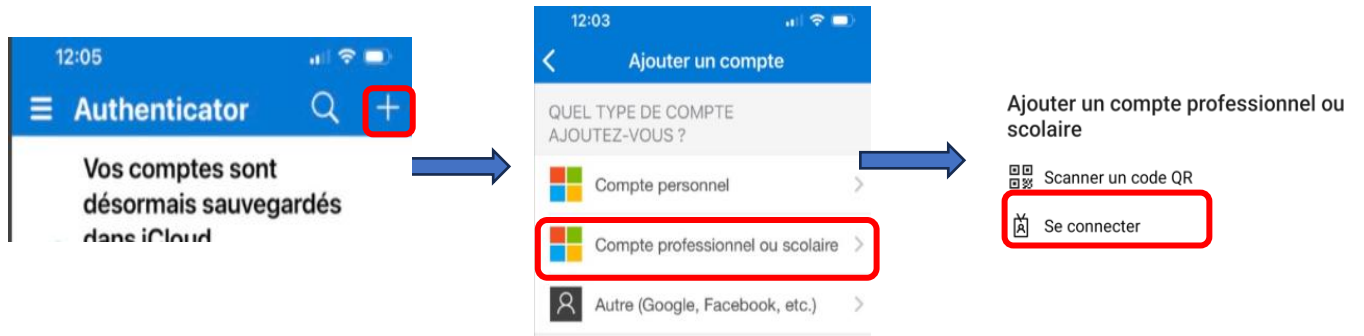 12:05
Authenticator
Vos comptes sont
désormais sauvegardés
dans iCloud
12:03
Ajouter un compte
QUEL TYPE DE COMPTE
AJOUTEZ-VOUS ?
Compte personnel
Compte professionnel ou scolaire
Autre (Google, Facebook, etc.)
Ajouter un compte professionnel ou
scolaire
Scanner un code QR
Se connecter